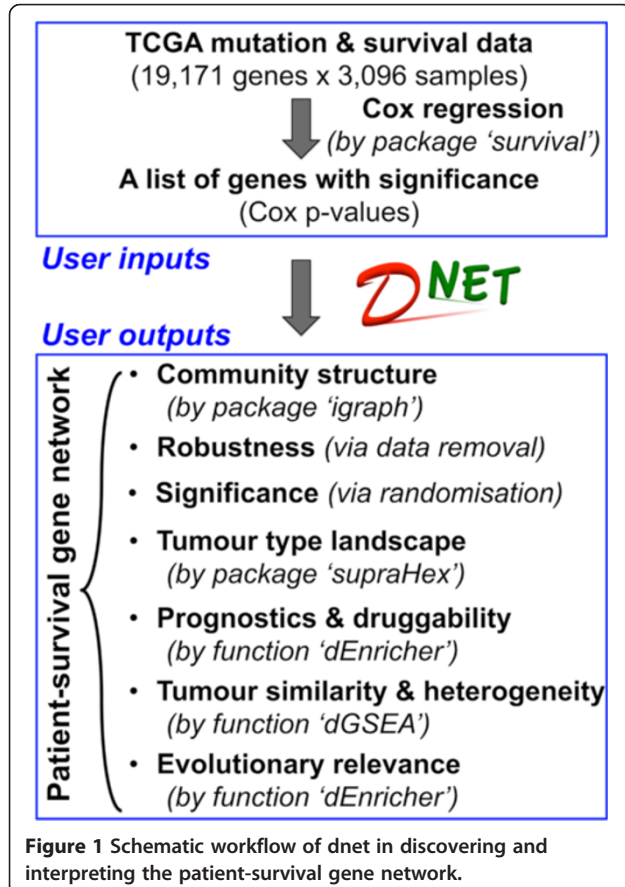 TCGA mutation & survival data
(19,171 genes x 3,096 samples)
Cox regression
(by package ‘survival’)
A list of genes with significance
(Cox p-values)
User inputs
DNET
User outputs
Patient-survival gene network
• Community structure
(by package ‘igraph’)
• Robustness (via data removal)
• Significance (via randomisation)
• Tumour type landscape
(by package ‘supraHex’)
• Prognostics & druggability
(by function ‘dEnricher’)
• Tumour similarity & heterogeneity
(by function ‘dGSEA’)
• Evolutionary relevance
(by function ‘dEnricher’)
Figure 1 Schematic workflow of dnet in discovering and
interpreting the patient-survival gene network.